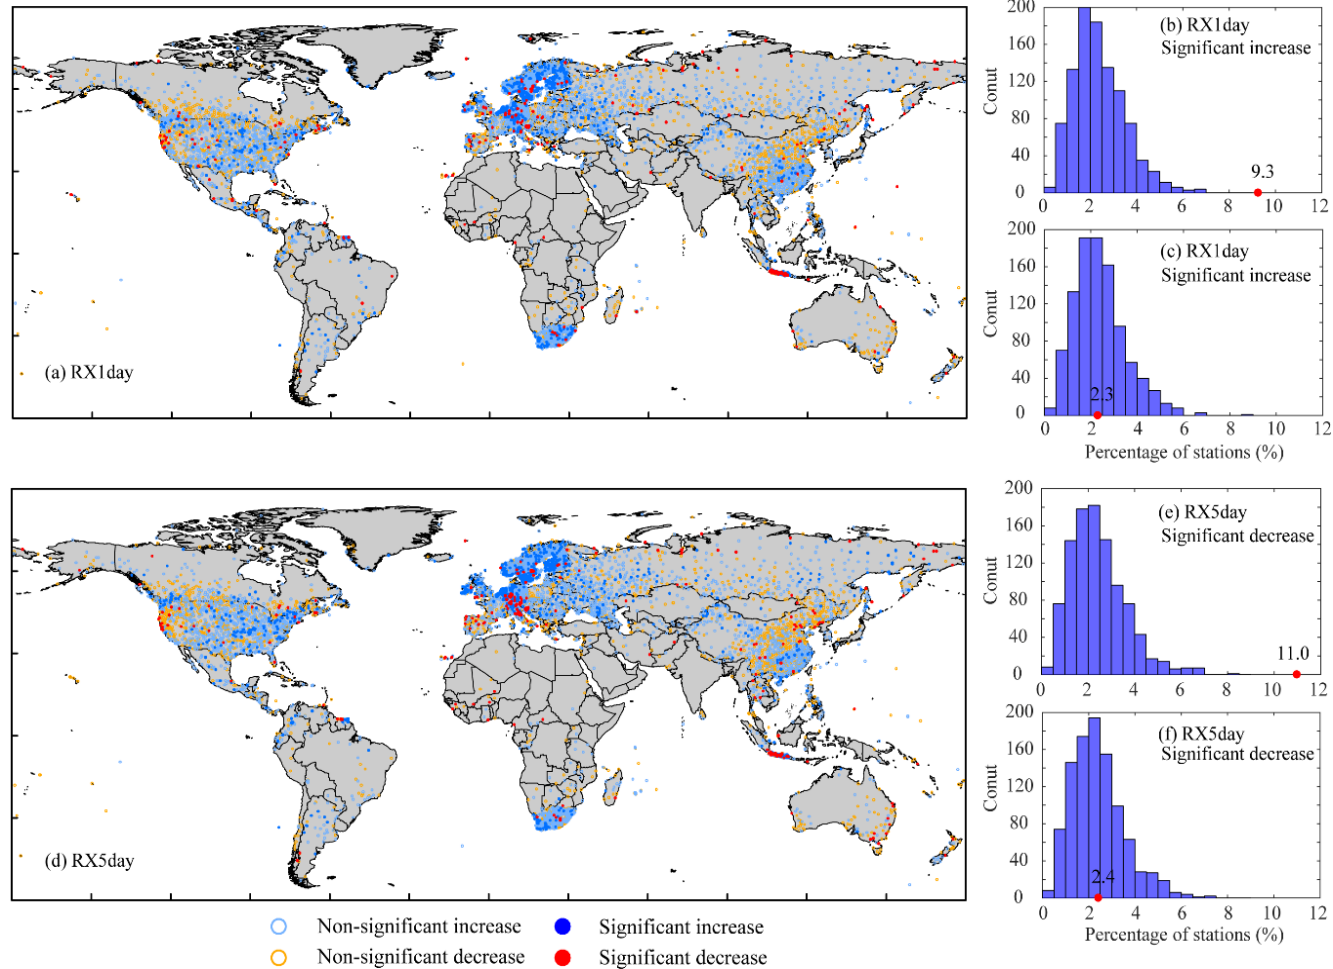 (a) RX1day
200
160
120
80
40
0
Conut
(b) RX1day
Significant increase
9.3
0 2 4 6 8 10 12
200
160
120
80
40
0
Conut
(c) RX1day
Significant increase
2.3
0 2 4 6 8 10 12
Percentage of stations (%)
(d) RX5day
200
160
120
80
40
0
Conut
(e) RX5day
Significant decrease
11.0
0 2 4 6 8 10 12
200
160
120
80
40
0
Conut
(f) RX5day
Significant decrease
2.4
0 2 4 6 8 10 12
Percentage of stations (%)
Non-significant increase
Significant increase
Non-significant decrease
Significant decrease